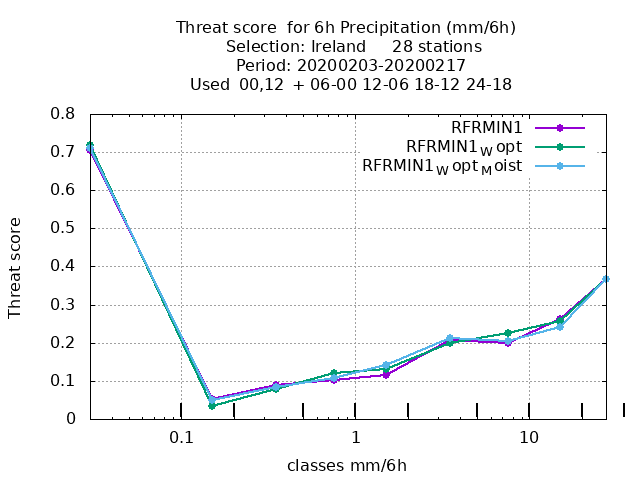 Threat score  for 6h Precipitation (mm/6h)
Selection: Ireland     28 stations
Period: 20200203-20200217
Used  00,12  + 06-00 12-06 18-12 24-18
RFRMIN1
RFRMIN1Wopt
RFRMIN1WoptMoist
Threat score
0.8
0.7
0.6
0.5
0.4
0.3
0.2
0.1
0
0.1 1 10
classes mm/6h